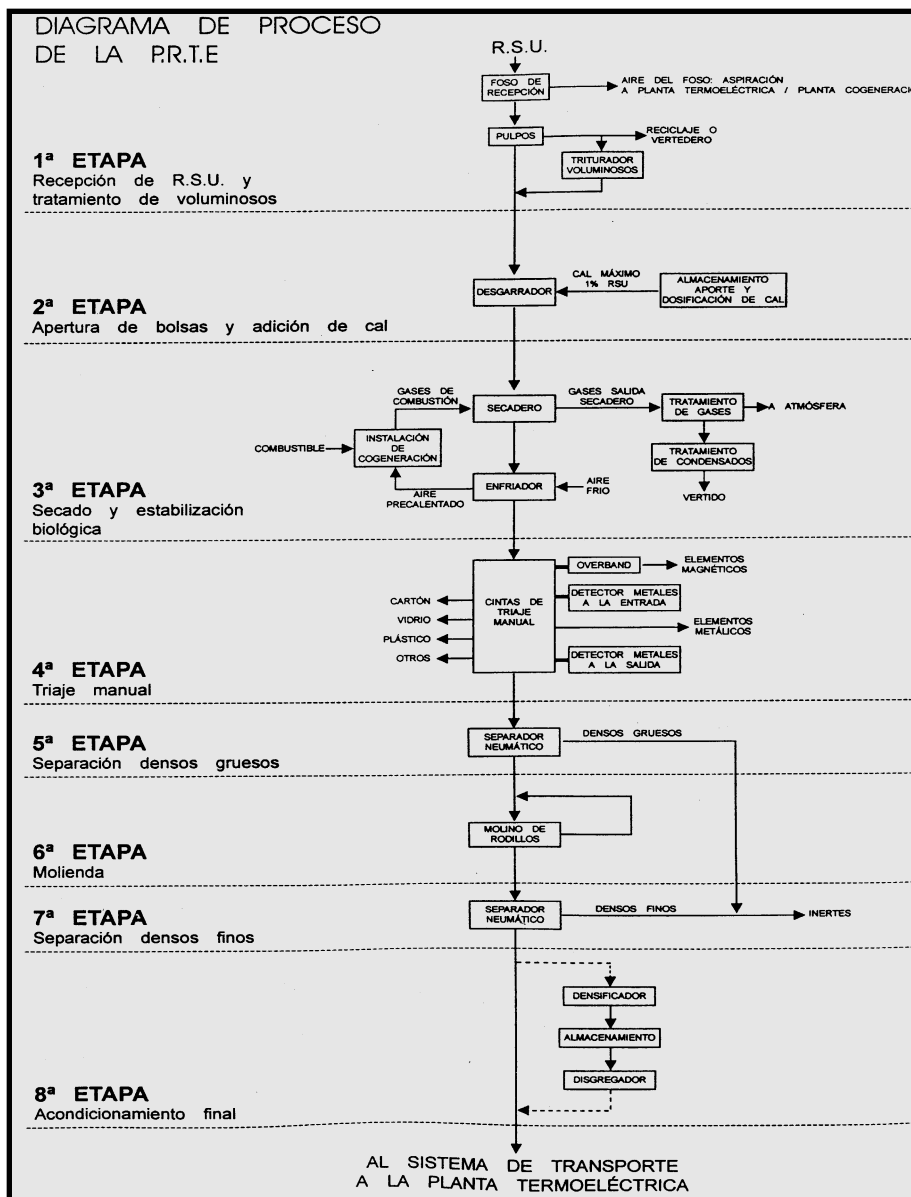 DIAGRAMA DE PROCESO
DE LA P.R.T.E
R.S.U.
FOSO DE
RECEPCIÓN
AIRE DEL FOSO: ASPIRACIÓN
A PLANTA TERMOELÉCTRICA / PLANTA COGENERACI
PULPOS
RECICLAJE O
VERTEDERO
TRITURADOR
VOLUMINOSOS
1ª ETAPA
Recepción de R.S.U. y
tratamiento de voluminosos
DESGARRADOR
CAL MÁXIMO
1% RSU
ALMACENAMIENTO
APORTE Y
DOSIFICACIÓN DE CAL
2ª ETAPA
Apertura de bolsas y adición de cal
GASES DE
COMBUSTIÓN
SECADERO
GASES SALIDA
SECADERO
TRATAMIENTO
DE GASES
A ATMÓSFERA
COMBUSTIBLE
INSTALACIÓN
DE
COGENERACIÓN
TRATAMIENTO
DE CONDENSADOS
AIRE
PRECALENTADO
ENFRIADOR
AIRE
FRIO
VERTIDO
3ª ETAPA
Secado y estabilización
biológica
CINTAS DE
TRIAJE
MANUAL
OVERBAND
ELEMENTOS
MAGNÉTICOS
DETECTOR METALES
A LA ENTRADA
CARTÓN
VIDRIO
PLÁSTICO
OTROS
ELEMENTOS
METÁLICOS
DETECTOR METALES
A LA SALIDA
4ª ETAPA
Triaje manual
SEPARADOR
NEUMÁTICO
DENSOS GRUESOS
5ª ETAPA
Separación densos gruesos
MOLINO DE
RODILLOS
6ª ETAPA
Molienda
SEPARADOR
NEUMÁTICO
DENSOS FINOS
INERTES
7ª ETAPA
Separación densos finos
DENSIFICADOR
ALMACENAMIENTO
DISGREGADOR
8ª ETAPA
Acondicionamiento final
AL SISTEMA DE TRANSPORTE
A LA PLANTA TERMOELÉCTRICA